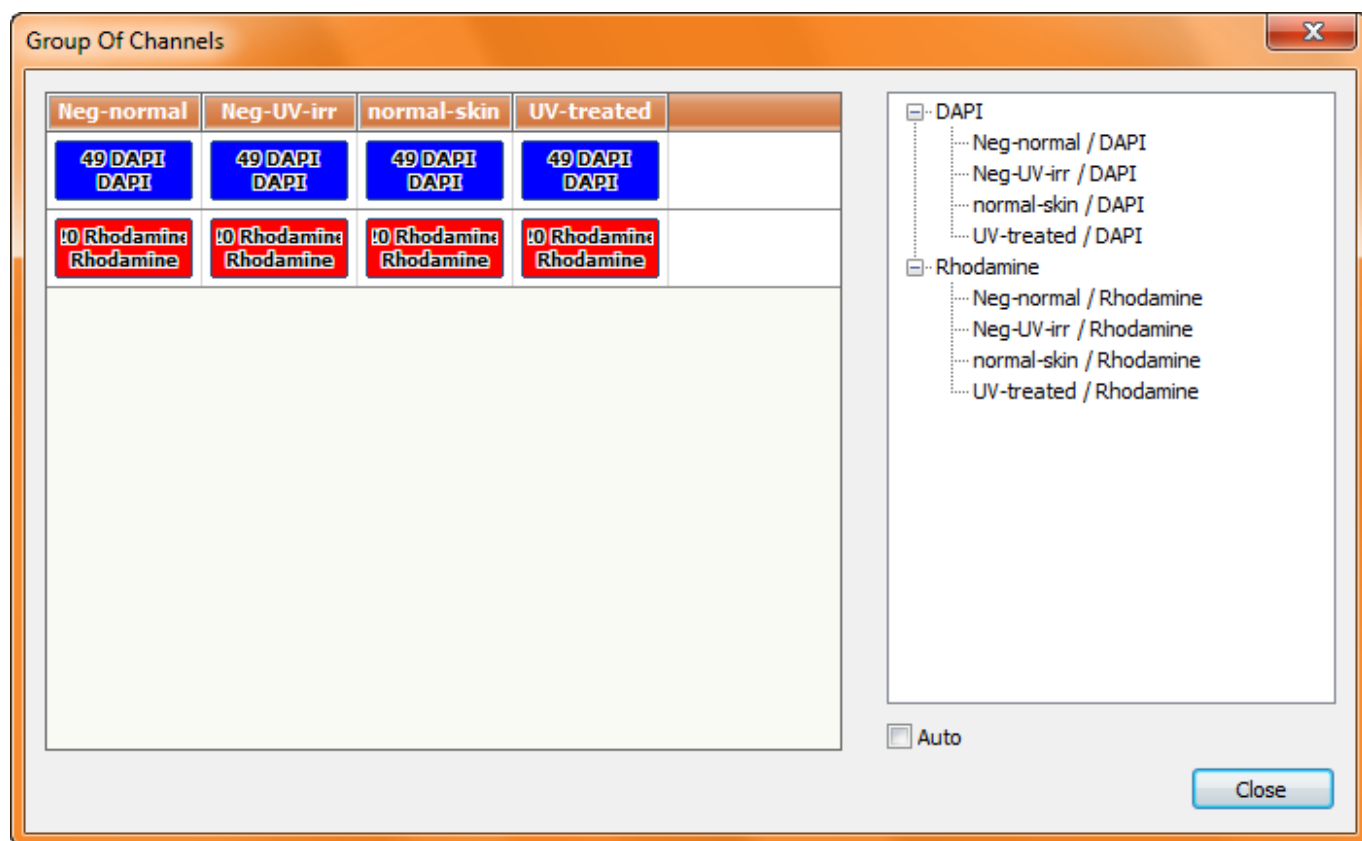 Group Of Channels
Neg-normal Neg-UV-irr normal-skin UV-treated
49 DAPI 49 DAPI 49 DAPI 49 DAPI
DAPI DAPI DAPI DAPI
!0 Rhodamine !0 Rhodamine !0 Rhodamine !0 Rhodamine
Rhodamine Rhodamine Rhodamine Rhodamine
DAPI
Neg-normal / DAPI
Neg-UV-irr / DAPI
normal-skin / DAPI
UV-treated / DAPI
Rhodamine
Neg-normal / Rhodamine
Neg-UV-irr / Rhodamine
normal-skin / Rhodamine
UV-treated / Rhodamine
Auto
Close